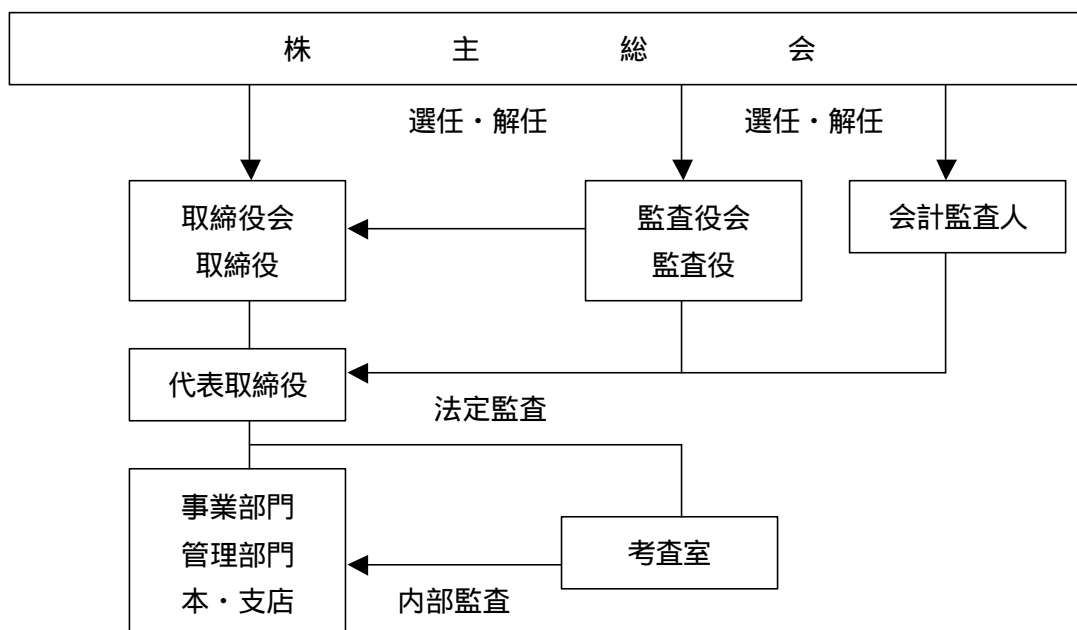 株主総会
選任・解任
選任・解任
取締役会
取締役
監査役会
監査役
会計監査人
代表取締役
法定監査
事業部門
管理部門
本・支店
考査室
内部監査